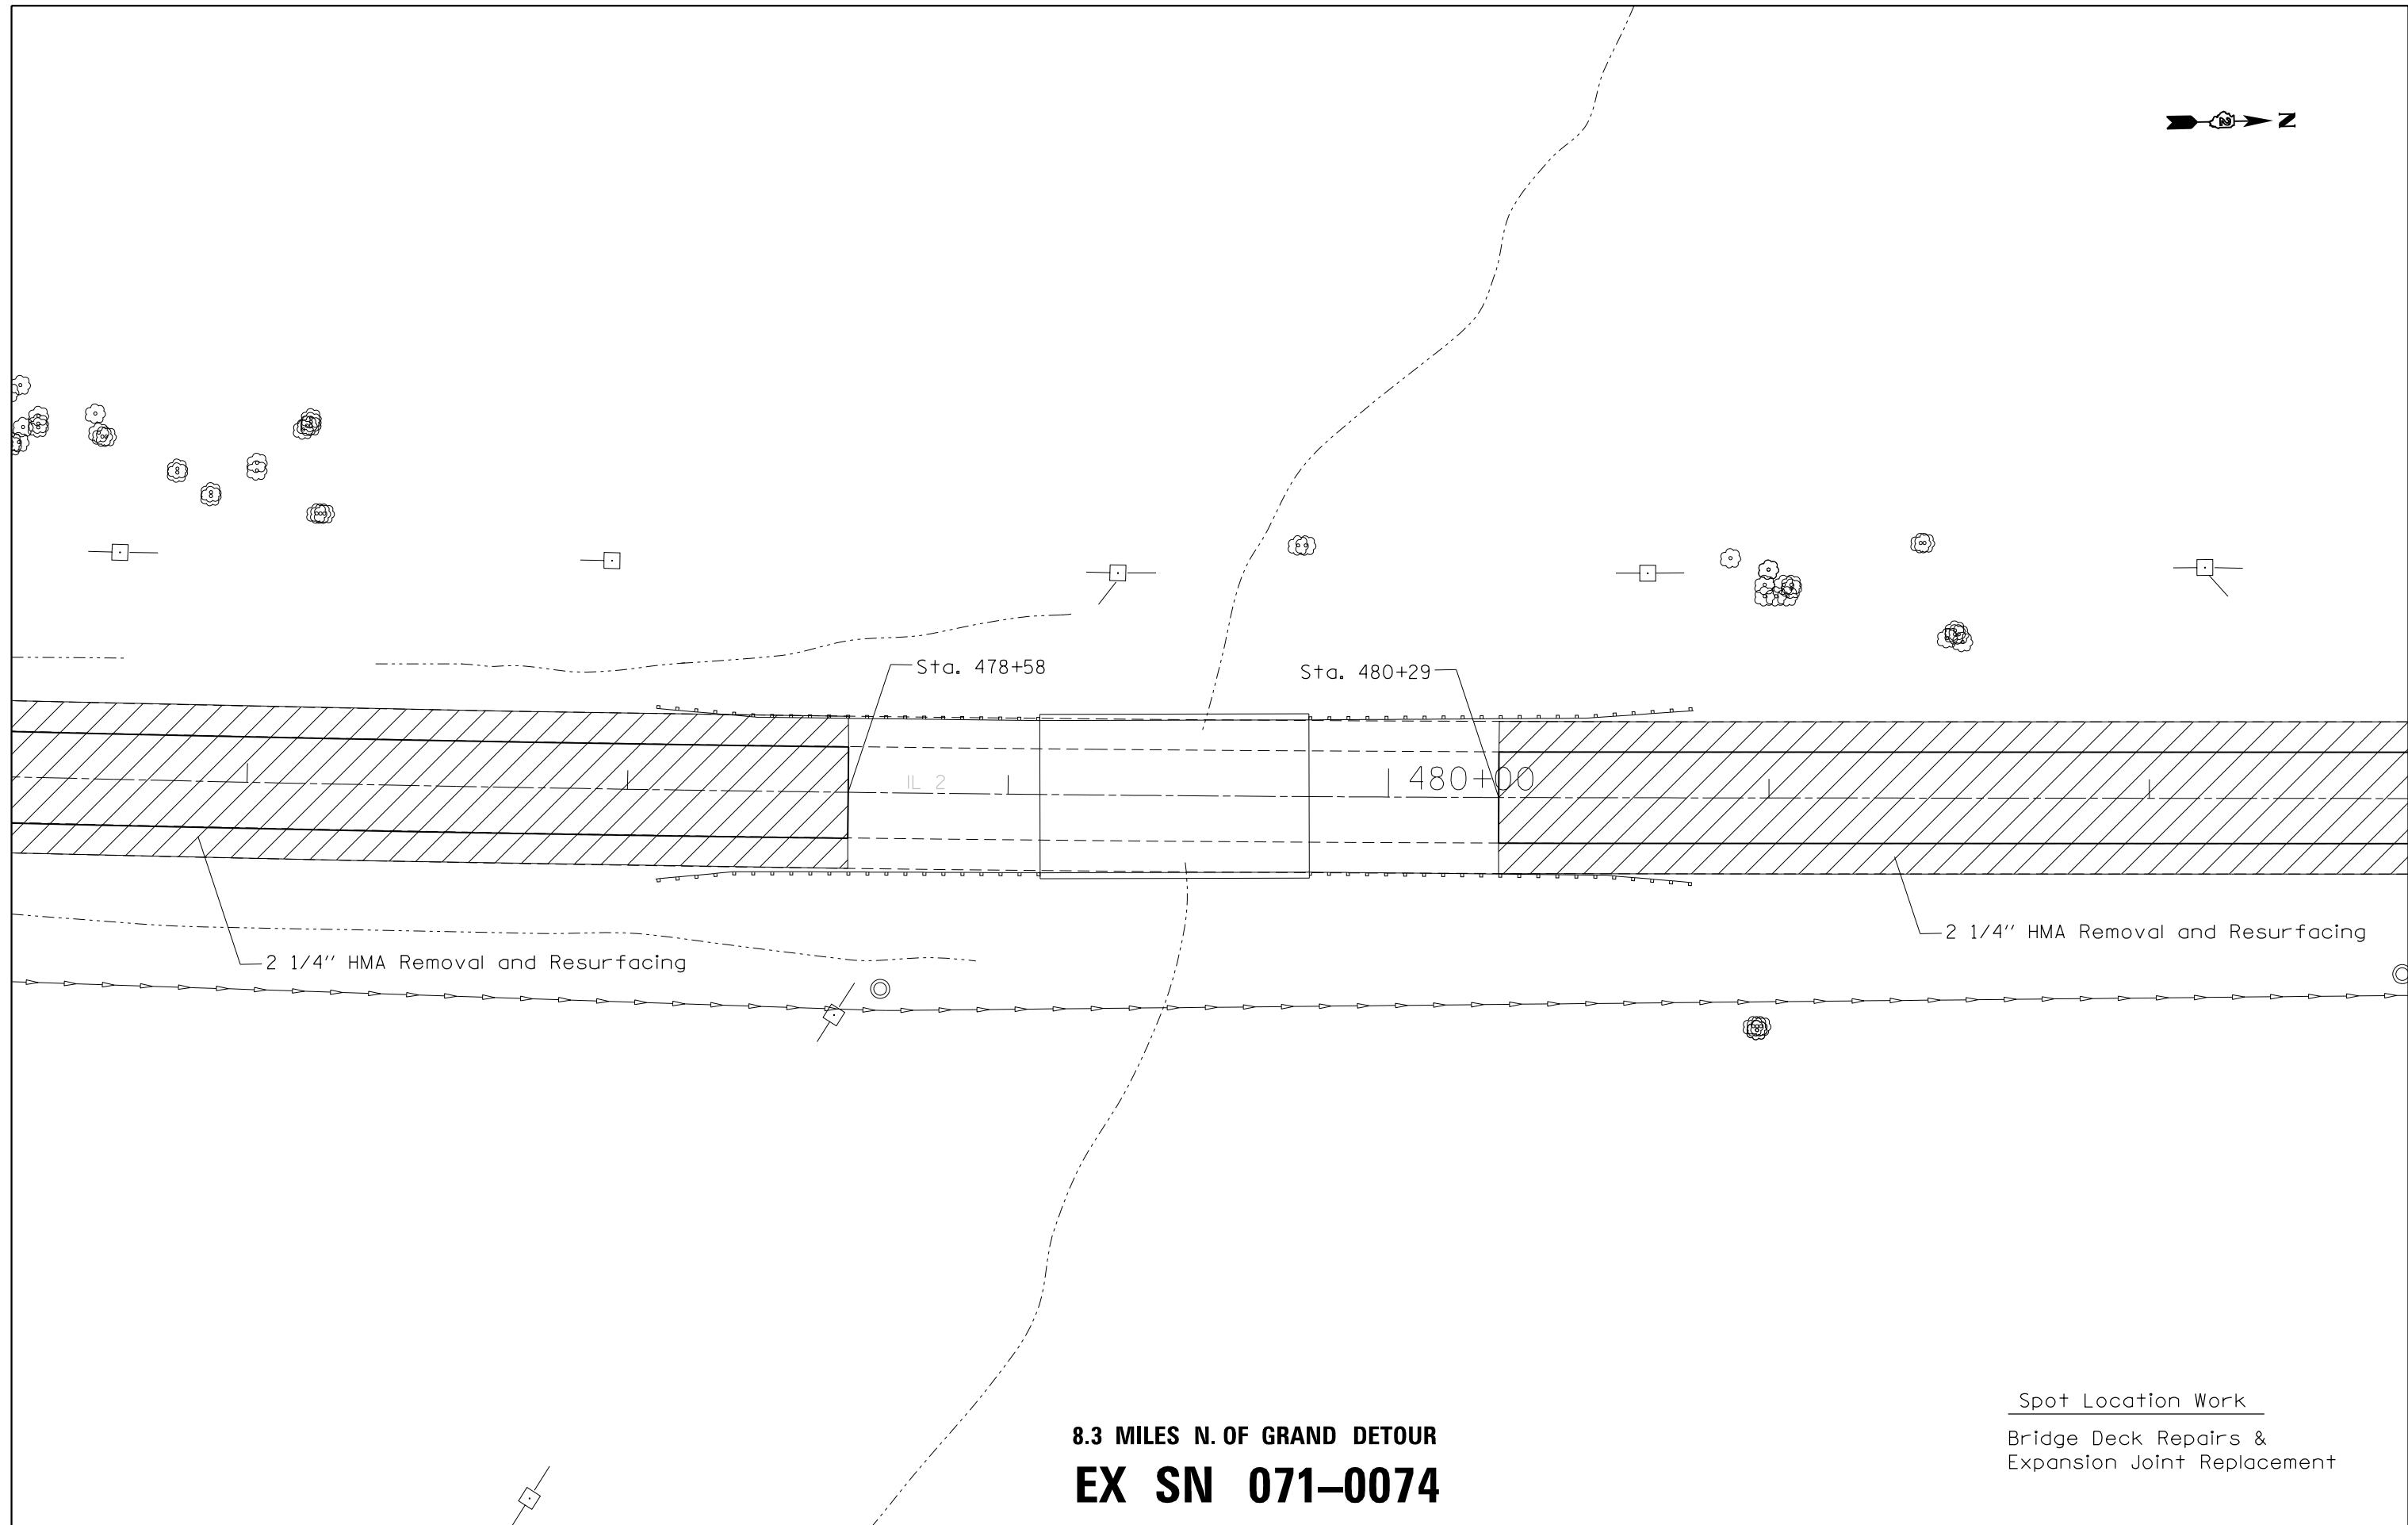 N
Sta. 478+58
Sta. 480+29
IL 2
480+00
2 1/4" HMA Removal and Resurfacing
2 1/4" HMA Removal and Resurfacing
Spot Location Work
Bridge Deck Repairs &
Expansion Joint Replacement
8.3 MILES N. OF GRAND DETOUR
EX SN 071–0074